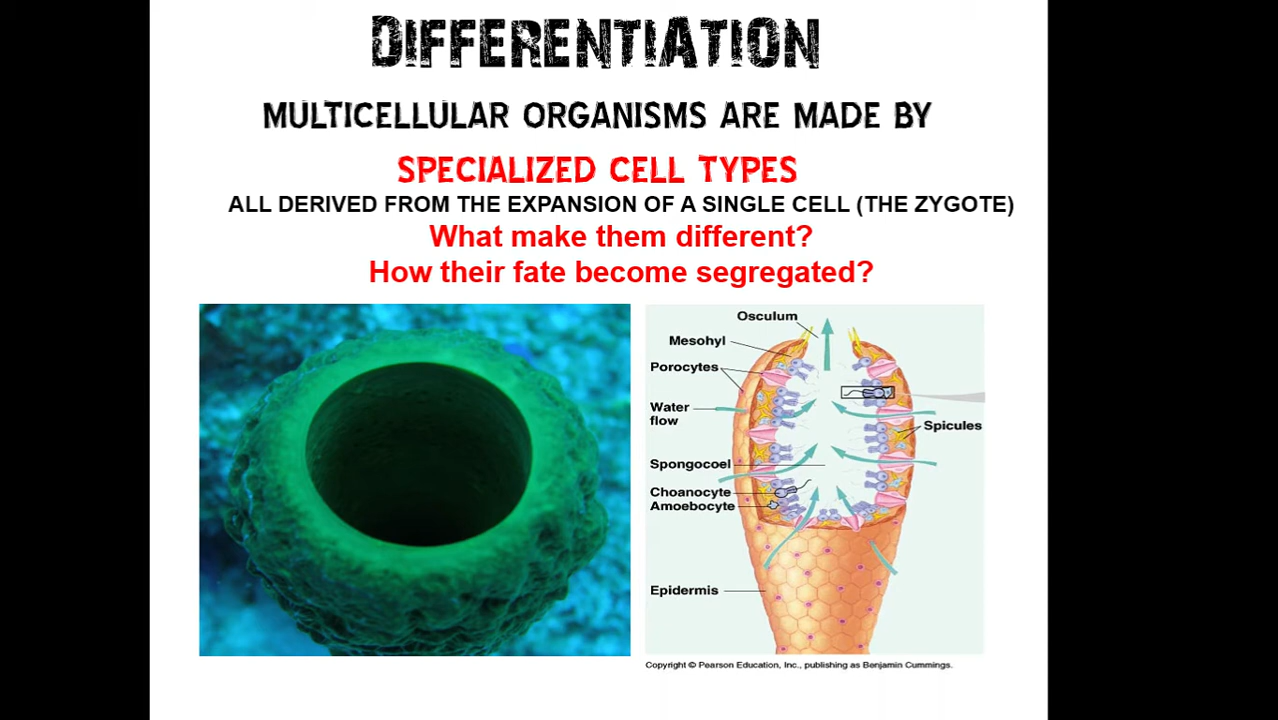 DIFFERENTIATION
MULTICELLULAR ORGANISMS ARE MADE BY
SPECIALIZED CELL TYPES
ALL DERIVED FROM THE EXPANSION OF A SINGLE CELL (THE ZYGOTE)
What make them different?
How their fate become segregated?
Osculum
Mesohyl
Porocytes
Water
flow
Spicules
Spongocoel
Choanocyte
Amoebocyte
Epidermis
Copyright © Pearson Education, Inc., publishing as Benjamin Cummings.